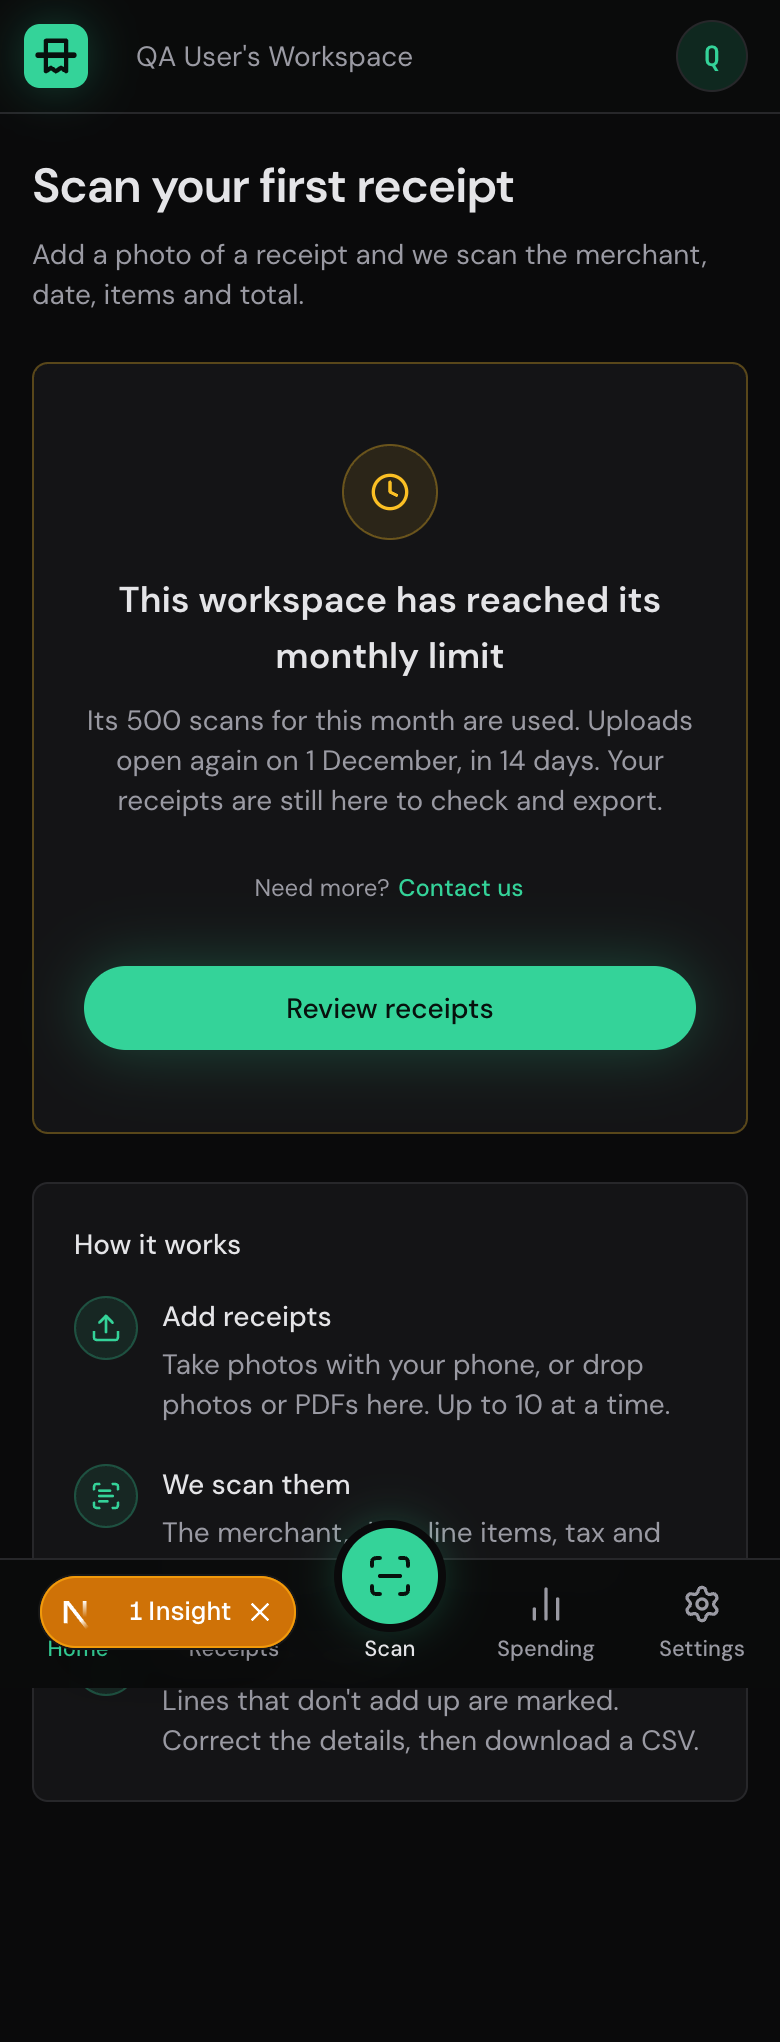 QA User's Workspace
Q
Scan your first receipt
Add a photo of a receipt and we scan the merchant,
date, items and total.
This workspace has reached its
monthly limit
Its 500 scans for this month are used. Uploads
open again on 1 December, in 14 days. Your
receipts are still here to check and export.
Need more? Contact us
Review receipts
How it works
Add receipts
Take photos with your phone, or drop
photos or PDFs here. Up to 10 at a time.
We scan them
The merchant, line items, tax and
N 1 Insight
Home Receipts Scan Spending Settings
Lines that don't add up are marked.
Correct the details, then download a CSV.